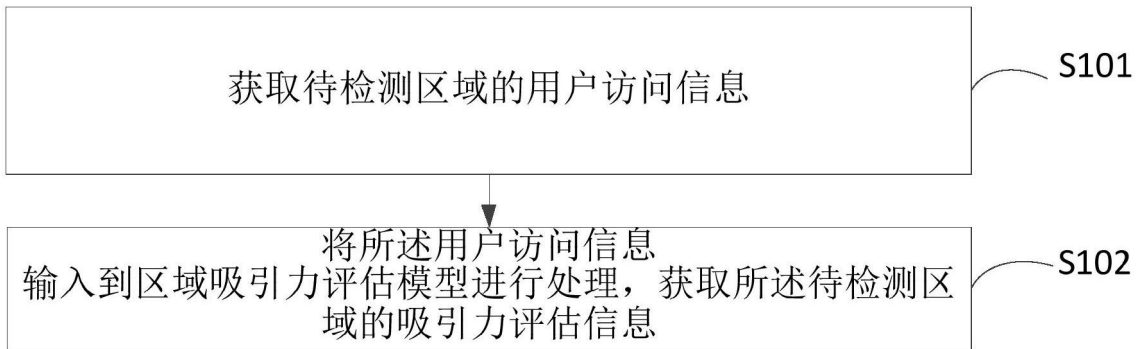 获取待检测区域的用户访问信息
S101
将所述用户访问信息
输入到区域吸引力评估模型进行处理，获取所述待检测区
域的吸引力评估信息
S102